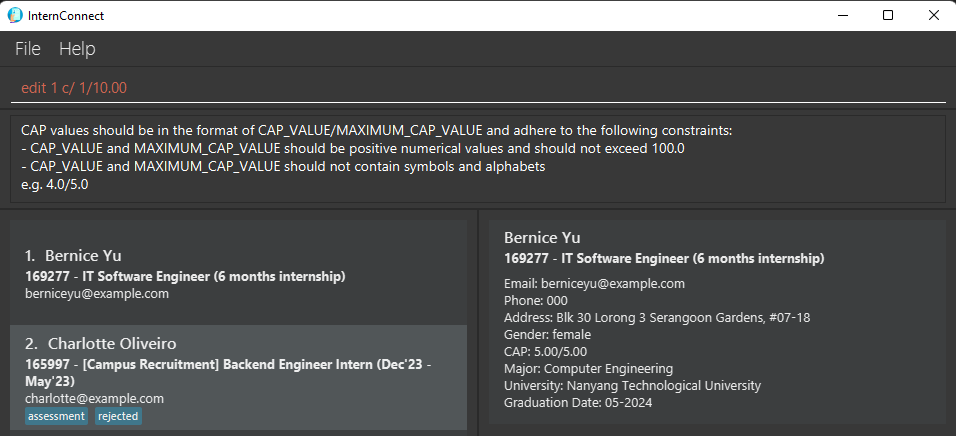 InternConnect
File Help
edit 1 c/ 1/10.00
CAP values should be in the format of CAP_VALUE/MAXIMUM_CAP_VALUE and adhere to the following constraints:
- CAP_VALUE and MAXIMUM_CAP_VALUE should be positive numerical values and should not exceed 100.0
- CAP_VALUE and MAXIMUM_CAP_VALUE should not contain symbols and alphabets
e.g. 4.0/5.0
1. Bernice Yu
169277 - IT Software Engineer (6 months internship)
berniceyu@example.com
2. Charlotte Oliveiro
165997 - [Campus Recruitment] Backend Engineer Intern (Dec'23 -
May'23)
charlotte@example.com
assessment rejected
Bernice Yu
169277 - IT Software Engineer (6 months internship)
Email: berniceyu@example.com
Phone: 000
Address: Blk 30 Lorong 3 Serangoon Gardens, #07-18
Gender: female
CAP: 5.00/5.00
Major: Computer Engineering
University: Nanyang Technological University
Graduation Date: 05-2024